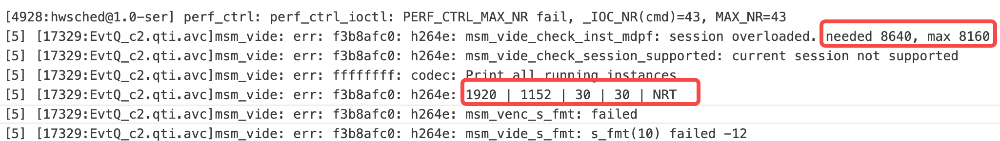 [4928:hwsched@1.0-ser] perf_ctrl: perf_ctrl_ioctl: PERF_CTRL_MAX_NR fail, _IOC_NR(cmd)=43, MAX_NR=43
[5] [17329:EvtQ_c2.qti.avc]msm_vide: err: f3b8afc0: h264e: msm_vide_check_inst_mdpf: session overloaded. needed 8640, max 8160
[5] [17329:EvtQ_c2.qti.avc]msm_vide: err: f3b8afc0: h264e: msm_vide_check_session_supported: current session not supported
[5] [17329:EvtQ_c2.qti.avc]msm_vide: err: ffffffff: codec: Print all running instances
[5] [17329:EvtQ_c2.qti.avc]msm_vide: err: f3b8afc0: h264e: 1920 | 1152 | 30 | 30 | NRT
[5] [17329:EvtQ_c2.qti.avc]msm_vide: err: f3b8afc0: h264e: msm_venc_s_fmt: failed
[5] [17329:EvtQ_c2.qti.avc]msm_vide: err: f3b8afc0: h264e: msm_vide_s_fmt: s_fmt(10) failed -12